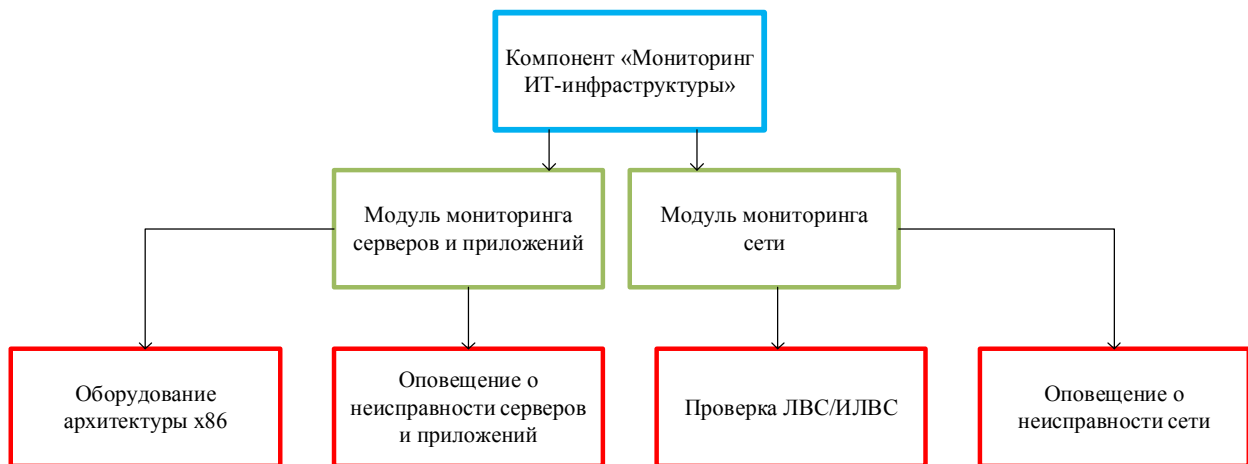 Компонент «Мониторинг
ИТ-инфраструктуры»
Модуль мониторинга
серверов и приложений
Модуль мониторинга
сети
Оборудование
архитектуры x86
Оповещение о
неисправности серверов
и приложений
Проверка ЛВС/ИЛВС
Оповещение о
неисправности сети